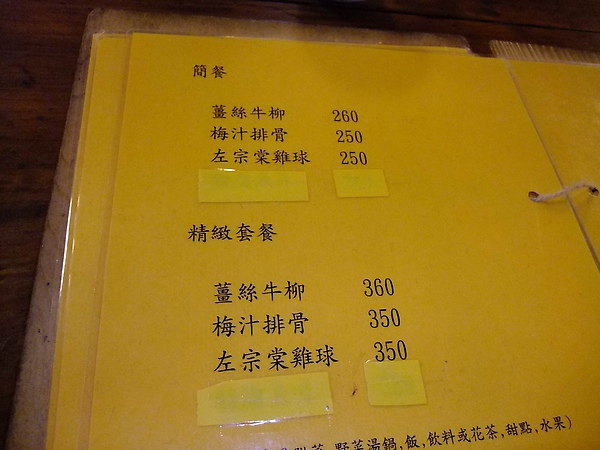 簡餐
薑絲牛柳 260
梅汁排骨 250
左宗棠雞球 250
精緻套餐
薑絲牛柳 360
梅汁排骨 350
左宗棠雞球 350
野菜湯鍋,飯,飲料或花茶,甜點,水果)